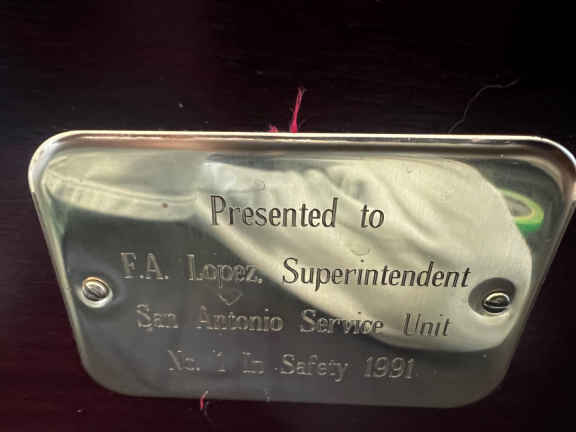 Presented to
F.A. Lopez, Superintendent
San Antonio Service Unit
No. 1 In Safety 1991